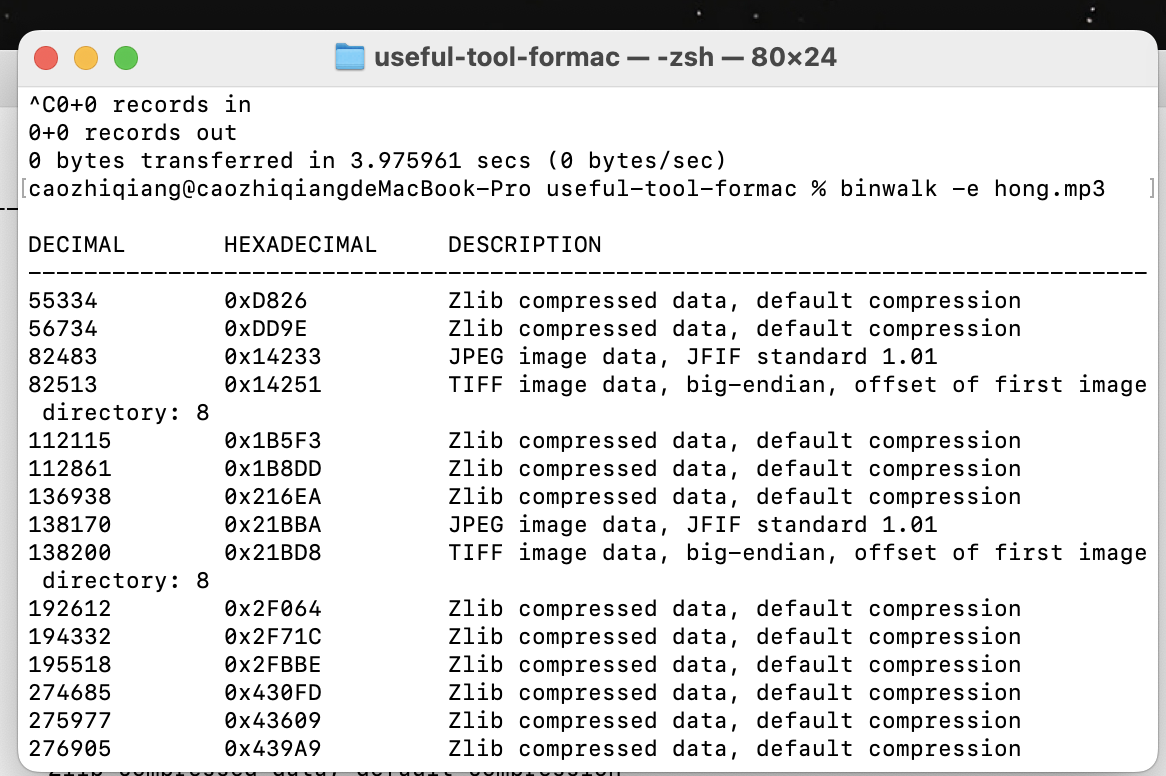 useful-tool-formac — -zsh — 80×24
^C0+0 records in
0+0 records out
0 bytes transferred in 3.975961 secs (0 bytes/sec)
[caozhiqiang@caozhiqiangdeMacBook-Pro useful-tool-formac % binwalk -e hong.mp3 ]
DECIMAL HEXADECIMAL DESCRIPTION
--------------------------------------------------------------------------------
55334 0xD826 Zlib compressed data, default compression
56734 0xDD9E Zlib compressed data, default compression
82483 0x14233 JPEG image data, JFIF standard 1.01
82513 0x14251 TIFF image data, big-endian, offset of first image
directory: 8
112115 0x1B5F3 Zlib compressed data, default compression
112861 0x1B8DD Zlib compressed data, default compression
136938 0x216EA Zlib compressed data, default compression
138170 0x21BBA JPEG image data, JFIF standard 1.01
138200 0x21BD8 TIFF image data, big-endian, offset of first image
directory: 8
192612 0x2F064 Zlib compressed data, default compression
194332 0x2F71C Zlib compressed data, default compression
195518 0x2FBBE Zlib compressed data, default compression
274685 0x430FD Zlib compressed data, default compression
275977 0x43609 Zlib compressed data, default compression
276905 0x439A9 Zlib compressed data, default compression